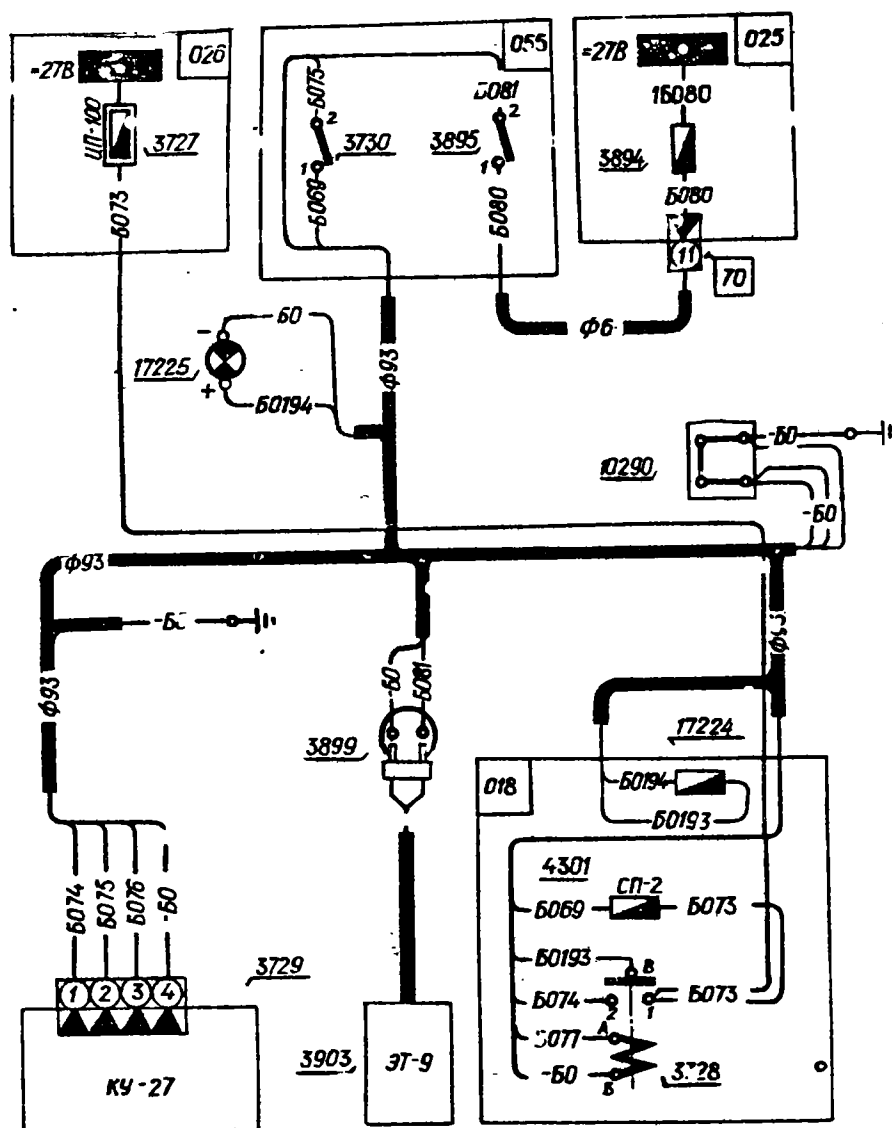 026
055
025
=27В
=27В
ЦП-100
3727
Б073
Б075
2
3730
1
Б069
Б081
2
3895
1
Б080
1Б080
3894
Б080
11
70
Ф6
-
Б0
17225
+
Б0194
Ф93
10290
-Б0
-Б0
Ф93
Ф93
-Б0
Б081
3899
17224
018
Б0194
Б0193
4301
СП-2
Б069
Б073
Б0193
В
Б074
2
1
Б073
А
-Б0
В
Б074
Б075
Б076
-Б0
1
2
3
4
3729
КУ-27
3903
ЭТ-9